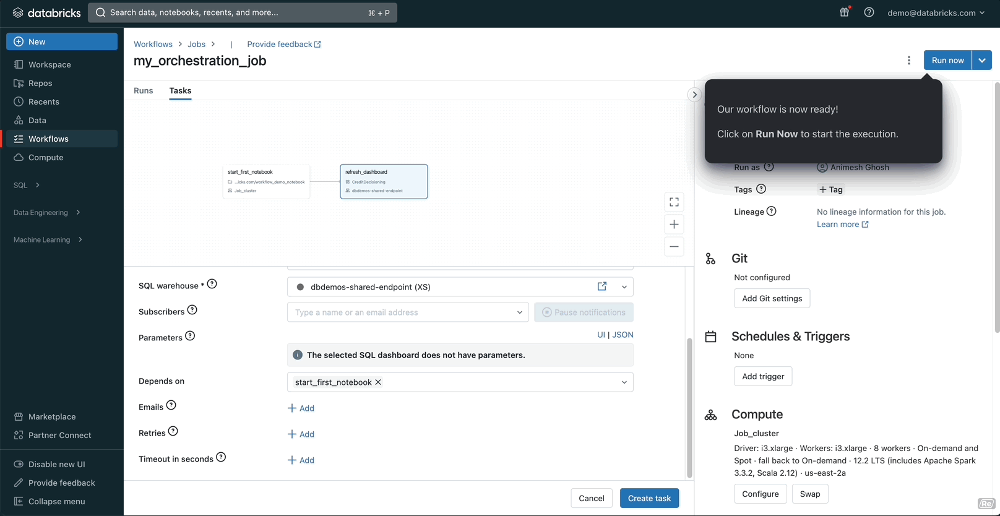 databricks
Search data, notebooks, recents, and more...
⌘ + P
demo@databricks.com
New
Workspace
Repos
Recents
Data
Workflows
Compute
SQL
Data Engineering
Machine Learning
Marketplace
Partner Connect
Disable new UI
Provide feedback
Collapse menu
Workflows > Jobs > | Provide feedback
my_orchestration_job
Run now
Runs
Tasks
start_first_notebook
...icks.com/workflow_demo_notebook
Job_cluster
refresh_dashboard
CreditDecisioning
dbdemos-shared-endpoint
SQL warehouse *
dbdemos-shared-endpoint (XS)
Subscribers
Type a name or an email address
Pause notifications
Parameters
UI | JSON
The selected SQL dashboard does not have parameters.
Depends on
start_first_notebook
Emails
+ Add
Retries
+ Add
Timeout in seconds
+ Add
Cancel
Create task
Our workflow is now ready!
Click on Run Now to start the execution.
Run as
Animesh Ghosh
Tags
+ Tag
Lineage
No lineage information for this job.
Learn more
Git
Not configured
Add Git settings
Schedules & Triggers
None
Add trigger
Compute
Job_cluster
Driver: i3.xlarge · Workers: i3.xlarge · 8 workers · On-demand and
Spot · fall back to On-demand · 12.2 LTS (includes Apache Spark
3.3.2, Scala 2.12) · us-east-2a
Configure
Swap
Re